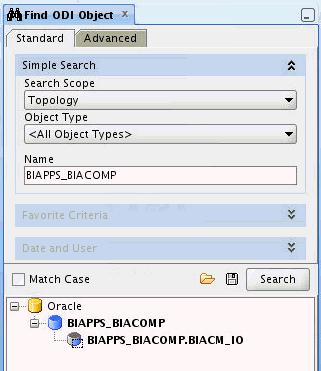 Find ODI Object x
Standard Advanced
Simple Search
Search Scope
Topology
Object Type
<All Object Types>
Name
BIAPPS_BIACOMP
Favorite Criteria
Date and User
Match Case Search
Oracle
BIAPPS_BIACOMP
BIAPPS_BIACOMP.BIACM_IO